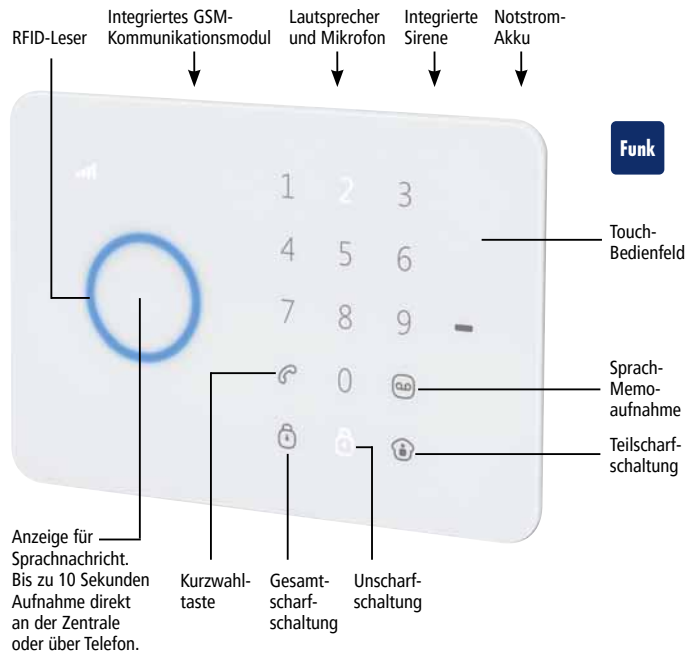 RFID-Leser
Integriertes GSM-
Kommunikationsmodul
Lautsprecher
und Mikrofon
Integrierte
Sirene
Notstrom-
Akku
Funk
1 2 3
4 5 6
7 8 9
0
Touch-
Bedienfeld
Sprach-
Memo-
aufnahme
Teilscharf-
schaltung
Anzeige für
Sprachnachricht.
Bis zu 10 Sekunden
Aufnahme direkt
an der Zentrale
oder über Telefon.
Kurzwahl-
taste
Gesamt-
scharf-
schaltung
Unscharf-
schaltung